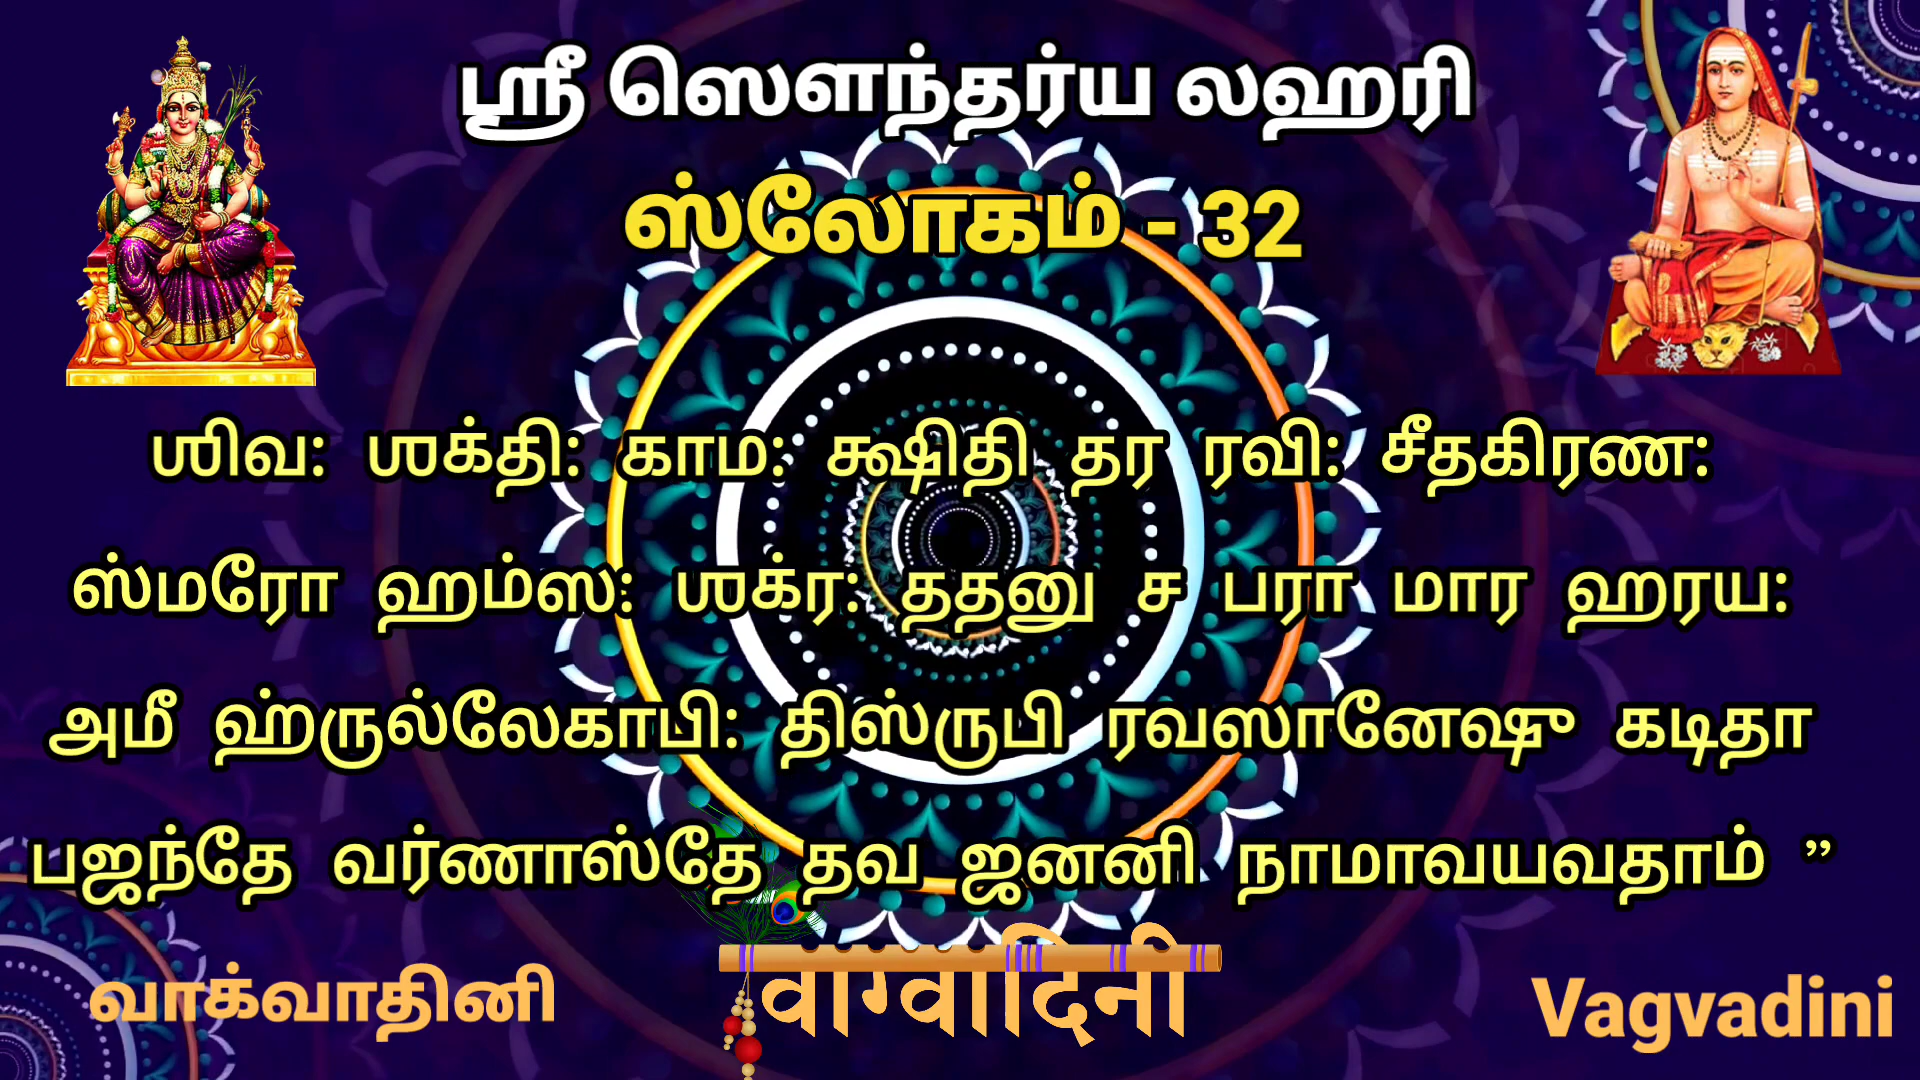 ஸ்ரீ ஸௌந்தர்ய லஹரி
ஸ்லோகம் - 32
ஶிவ: ஶக்தி: காம: க்ஷிதி தர ரவி: சீதகிரண:
ஸ்மரோ ஹம்ஸ: ஶக்ர: ததனு ச பரா மார ஹரய:
அமீ ஹ்ருல்லேகாபி: திஸ்ருபி ரவஸானேஷு கடிதா
பஜந்தே வர்ணாஸ்தே தவ ஜனனி நாமாவயவதாம் ”
வாக்வாதினி
वाग्वादिनी
Vagvadini